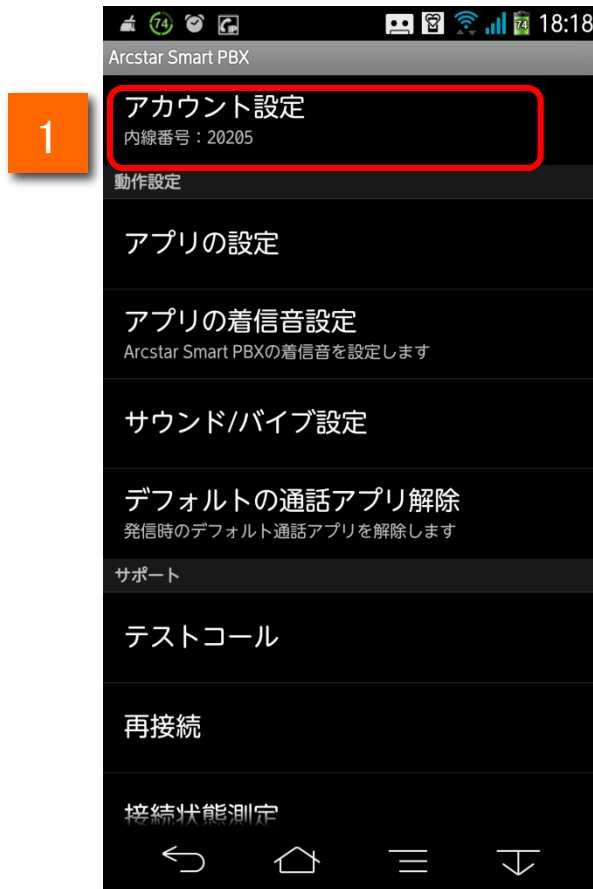 74
18:18
Arcstar Smart PBX
1
アカウント設定
内線番号：20205
動作設定
アプリの設定
アプリの着信音設定
Arcstar Smart PBXの着信音を設定します
サウンド/バイブ設定
デフォルトの通話アプリ解除
発信時のデフォルト通話アプリを解除します
サポート
テストコール
再接続
接続状態測定